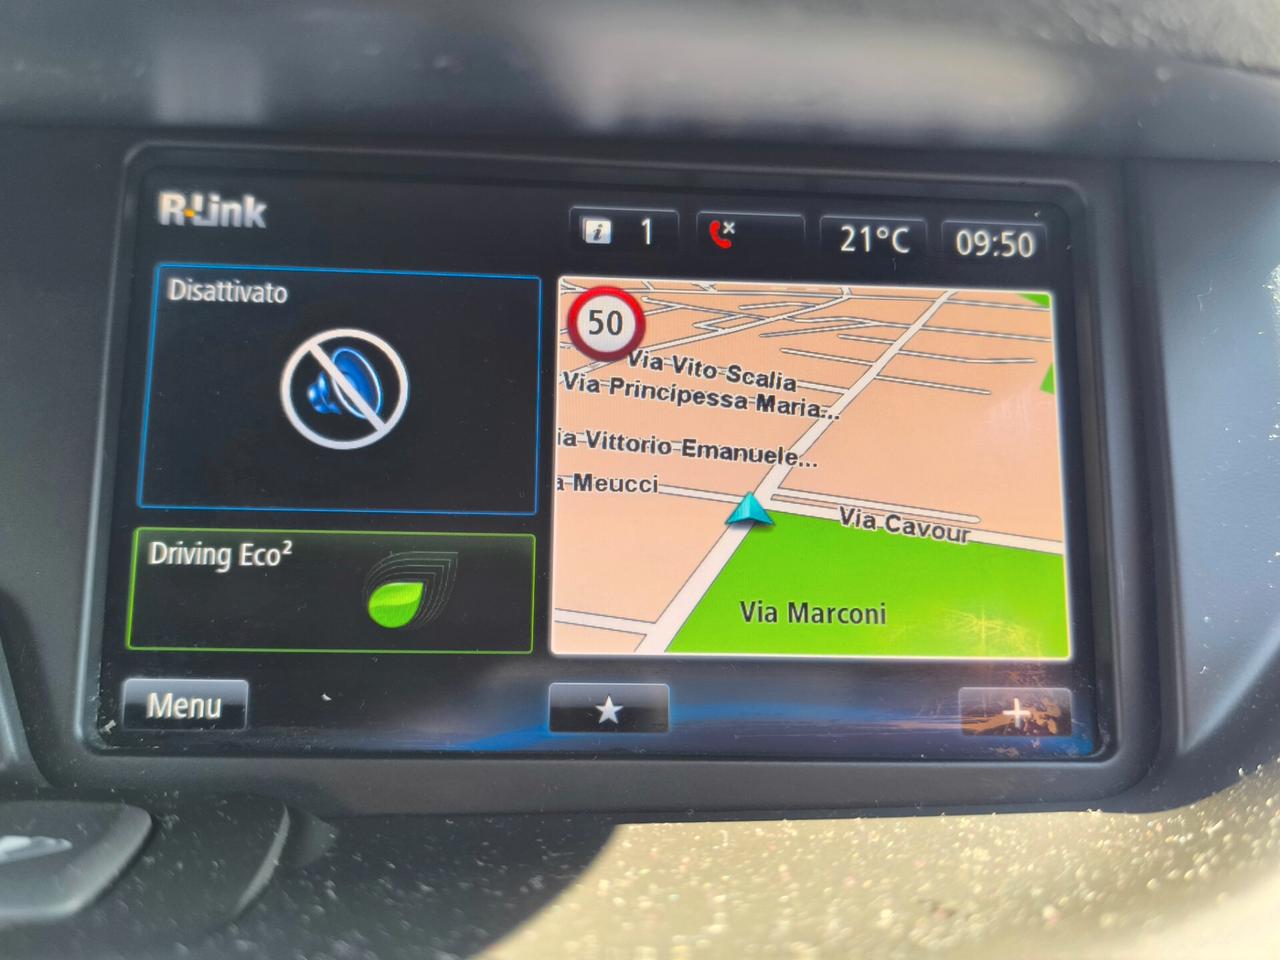 R-Link
1
21°C
09:50
Disattivato
50
Via Vito Scalia
Via Principessa Maria...
ia Vittorio Emanuele...
a Meucci
Via Cavour
Driving Eco²
Via Marconi
Menu